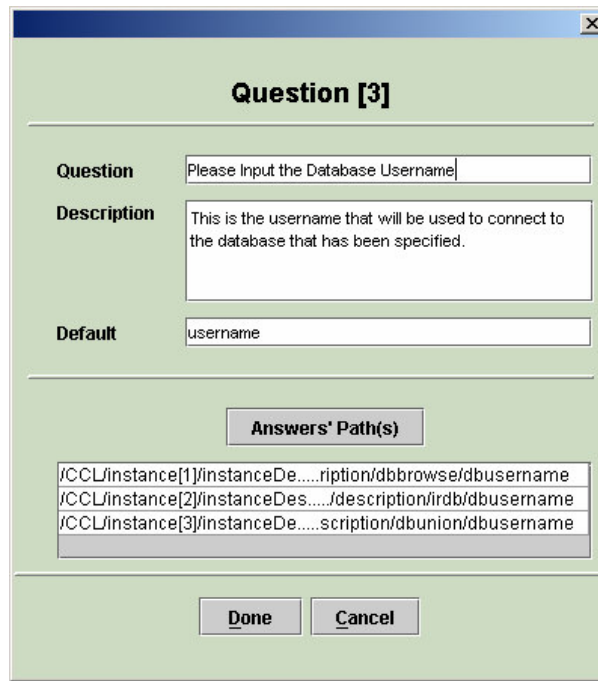 Question [3]
Question
Please Input the Database Username
Description
This is the username that will be used to connect to
the database that has been specified.
Default
username
Answers' Path(s)
/CCL/instance[1]/instanceDe.....ription/dbbrowse/dbusername
/CCL/instance[2]/instanceDes...../description/irdb/dbusername
/CCL/instance[3]/instanceDe.....scription/dbunion/dbusername
Done
Cancel